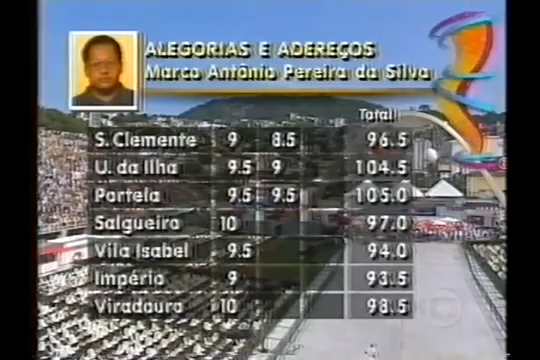 ALEGORIAS E ADEREÇOS
Marco Antônio Pereira da Silva
Total
S. Clemente 9 8.5 96.5
U. da Ilha 9.5 9 104.5
Portela 9.5 9.5 105.0
Salgueiro 10 97.0
Vila Isabel 9.5 94.0
Império 9 93.5
Viradouro 10 98.5